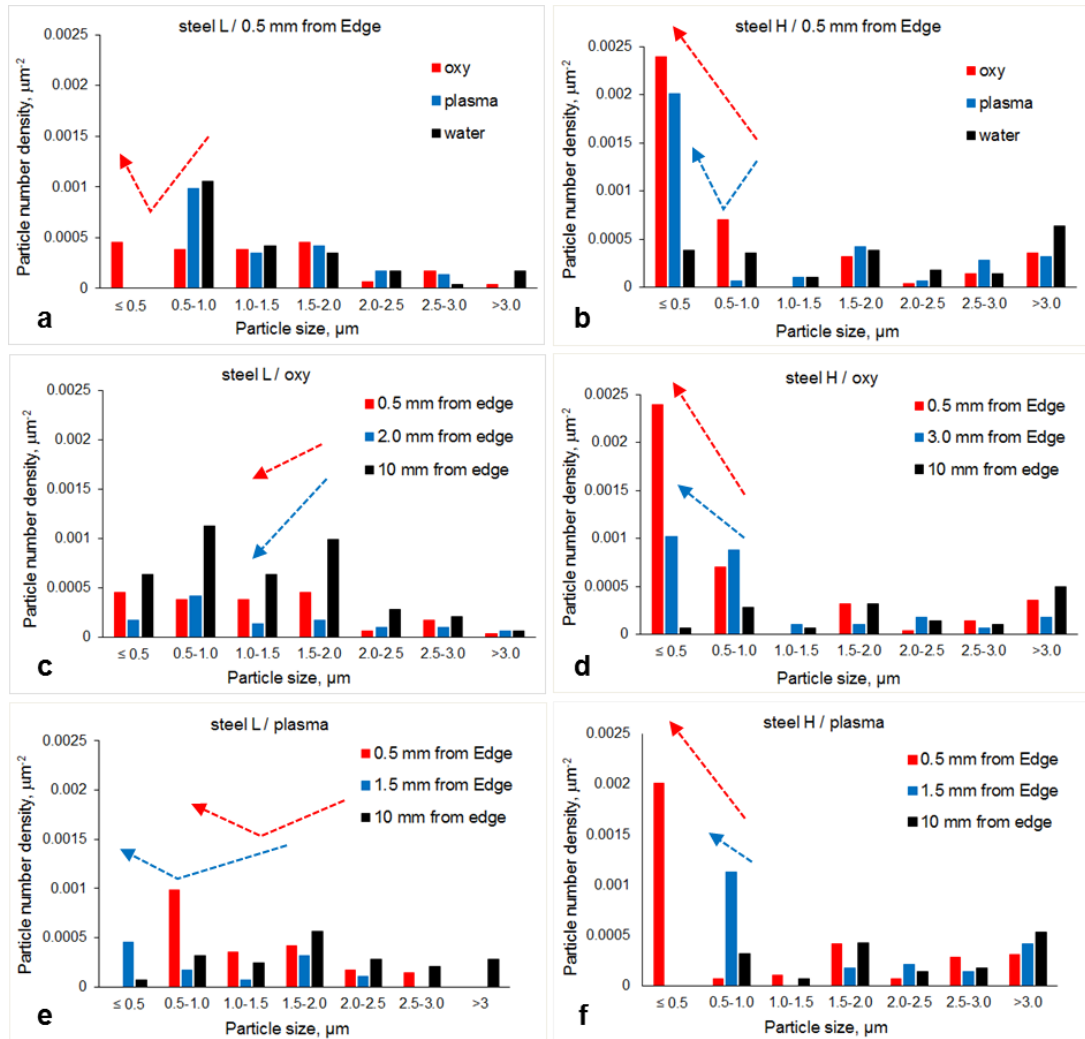 steel L / 0.5 mm from Edge
Particle number density, μm-2
0.0025
0.002
0.0015
0.001
0.0005
0
oxy
plasma
water
≤ 0.5 0.5-1.0 1.0-1.5 1.5-2.0 2.0-2.5 2.5-3.0 >3.0
Particle size, μm
a
steel H / 0.5 mm from Edge
Particle number density, μm-2
0.0025
0.002
0.0015
0.001
0.0005
0
oxy
plasma
water
≤ 0.5 0.5-1.0 1.0-1.5 1.5-2.0 2.0-2.5 2.5-3.0 >3.0
Particle size, μm
b
steel L / oxy
Particle number density, μm-2
0.0025
0.002
0.0015
0.001
0.0005
0
0.5 mm from edge
2.0 mm from edge
10 mm from edge
≤ 0.5 0.5-1.0 1.0-1.5 1.5-2.0 2.0-2.5 2.5-3.0 >3.0
Particle size, μm
c
steel H / oxy
Particle number density, μm-2
0.0025
0.002
0.0015
0.001
0.0005
0
0.5 mm from Edge
3.0 mm from Edge
10 mm from edge
≤ 0.5 0.5-1.0 1.0-1.5 1.5-2.0 2.0-2.5 2.5-3.0 >3.0
Particle size, μm
d
steel L / plasma
Particle number density, μm-2
0.0025
0.002
0.0015
0.001
0.0005
0
0.5 mm from Edge
1.5 mm from Edge
10 mm from edge
≤ 0.5 0.5-1.0 1.0-1.5 1.5-2.0 2.0-2.5 2.5-3.0 >3
Particle size, μm
e
steel H / plasma
Particle number density, μm-2
0.0025
0.002
0.0015
0.001
0.0005
0
0.5 mm from Edge
1.5 mm from Edge
10 mm from edge
≤ 0.5 0.5-1.0 1.0-1.5 1.5-2.0 2.0-2.5 2.5-3.0 >3.0
Particle size, μm
f